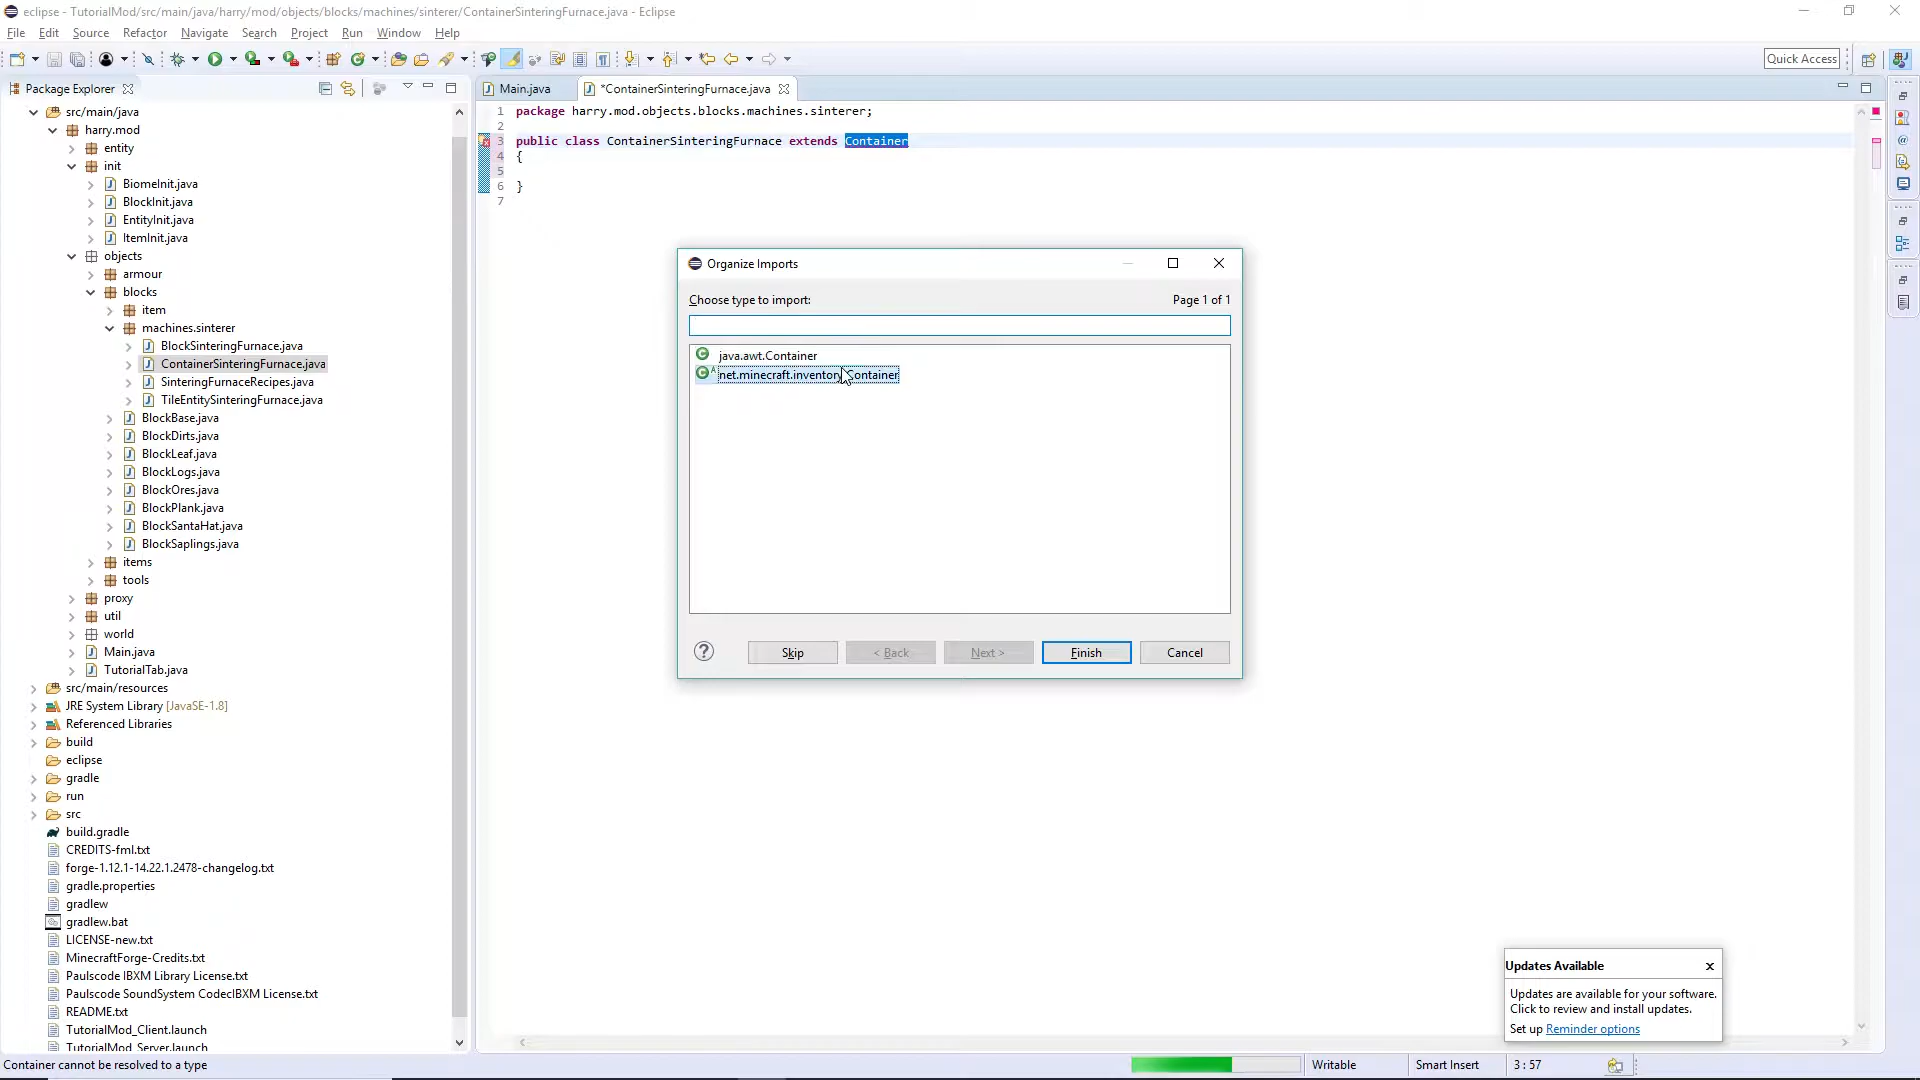 eclipse - TutorialMod/src/main/java/harry/mod/objects/blocks/machines/sinterer/ContainerSinteringFurnace.java - Eclipse
File Edit Source Refactor Navigate Search Project Run Window Help
Quick Access
Package Explorer
Main.java
*ContainerSinteringFurnace.java
src/main/java
harry.mod
entity
init
BiomeInit.java
BlockInit.java
EntityInit.java
ItemInit.java
objects
armour
blocks
item
machines.sinterer
BlockSinteringFurnace.java
ContainerSinteringFurnace.java
SinteringFurnaceRecipes.java
TileEntitySinteringFurnace.java
BlockBase.java
BlockDirts.java
BlockLeaf.java
BlockLogs.java
BlockOres.java
BlockPlank.java
BlockSantaHat.java
BlockSaplings.java
items
tools
proxy
util
world
Main.java
TutorialTab.java
src/main/resources
JRE System Library [JavaSE-1.8]
Referenced Libraries
build
eclipse
gradle
run
src
build.gradle
CREDITS-fml.txt
forge-1.12.1-14.22.1.2478-changelog.txt
gradle.properties
gradlew
gradlew.bat
LICENSE-new.txt
MinecraftForge-Credits.txt
Paulscode IBXM Library License.txt
Paulscode SoundSystem CodecIBXM License.txt
README.txt
TutorialMod_Client.launch
TutorialMod_Server.launch
1 package harry.mod.objects.blocks.machines.sinterer;
2
3 public class ContainerSinteringFurnace extends Container
4 {
5
6 }
7
Organize Imports
Choose type to import: Page 1 of 1
java.awt.Container
net.minecraft.inventory.Container
Skip < Back Next > Finish Cancel
Updates Available x
Updates are available for your software.
Click to review and install updates.
Set up Reminder options
Container cannot be resolved to a type
Writable Smart Insert 3 : 57